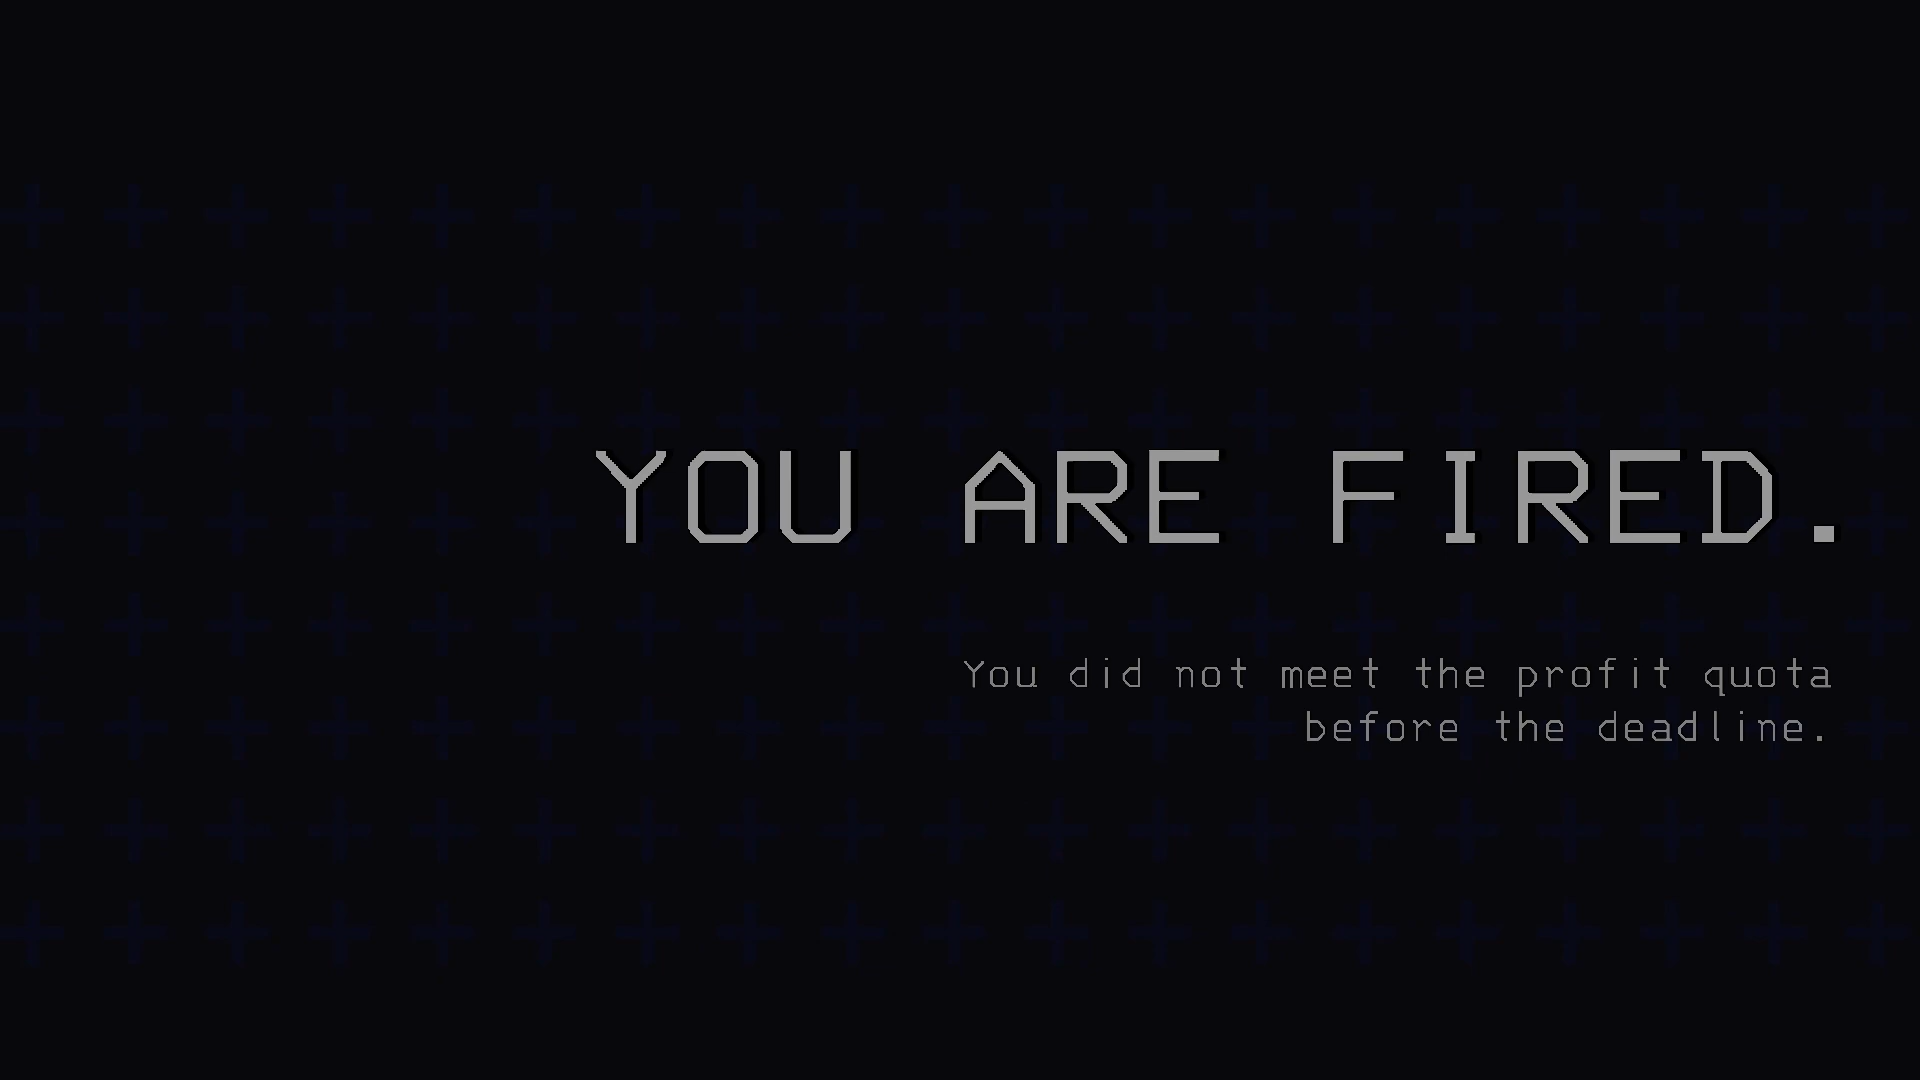 YOU ARE FIRED.
You did not meet the profit quota
before the deadline.